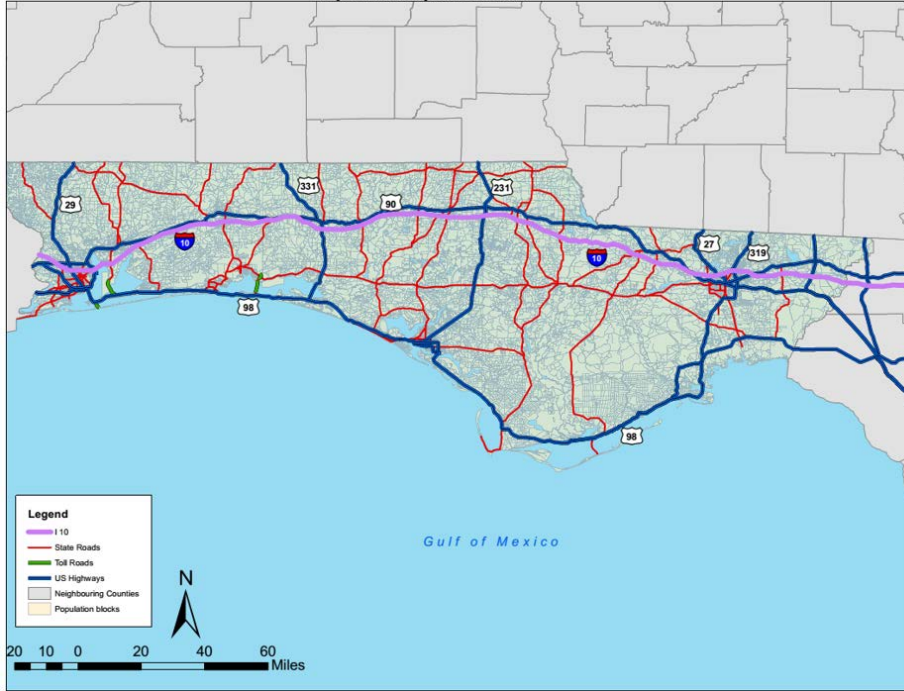 29
331
90
231
10
10
27
319
98
98
Gulf of Mexico
Legend
I 10
State Roads
Toll Roads
US Highways
Neighbouring Counties
Population blocks
N
20 10 0 20 40 60
Miles